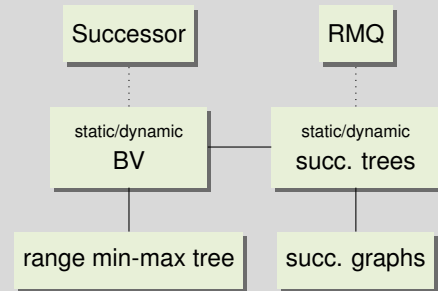 Successor
RMQ
static/dynamic
BV
static/dynamic
succ. trees
range min-max tree
succ. graphs